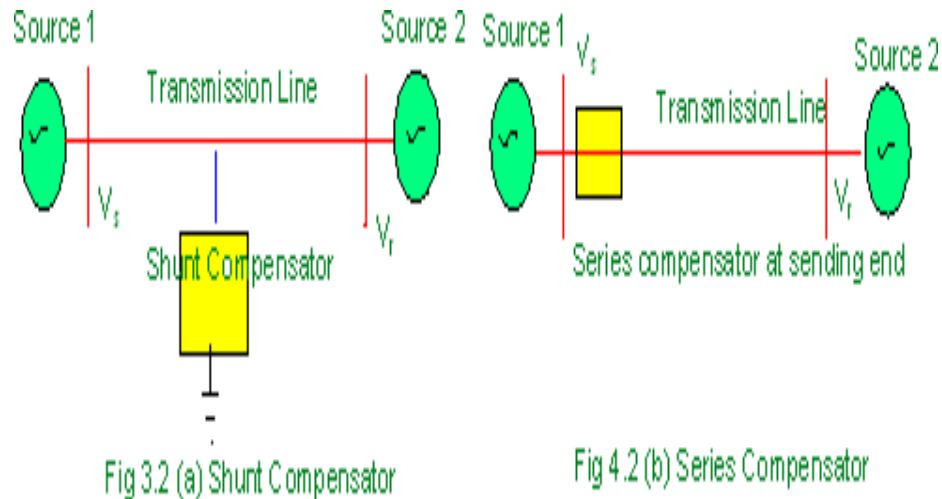 Source 1
Source 2
Transmission Line
Vs
Vr
Shunt Compensator
Fig 3.2 (a) Shunt Compensator
Source 1
Vs
Source 2
Transmission Line
Vr
Series compensator at sending end
Fig 4.2 (b) Series Compensator